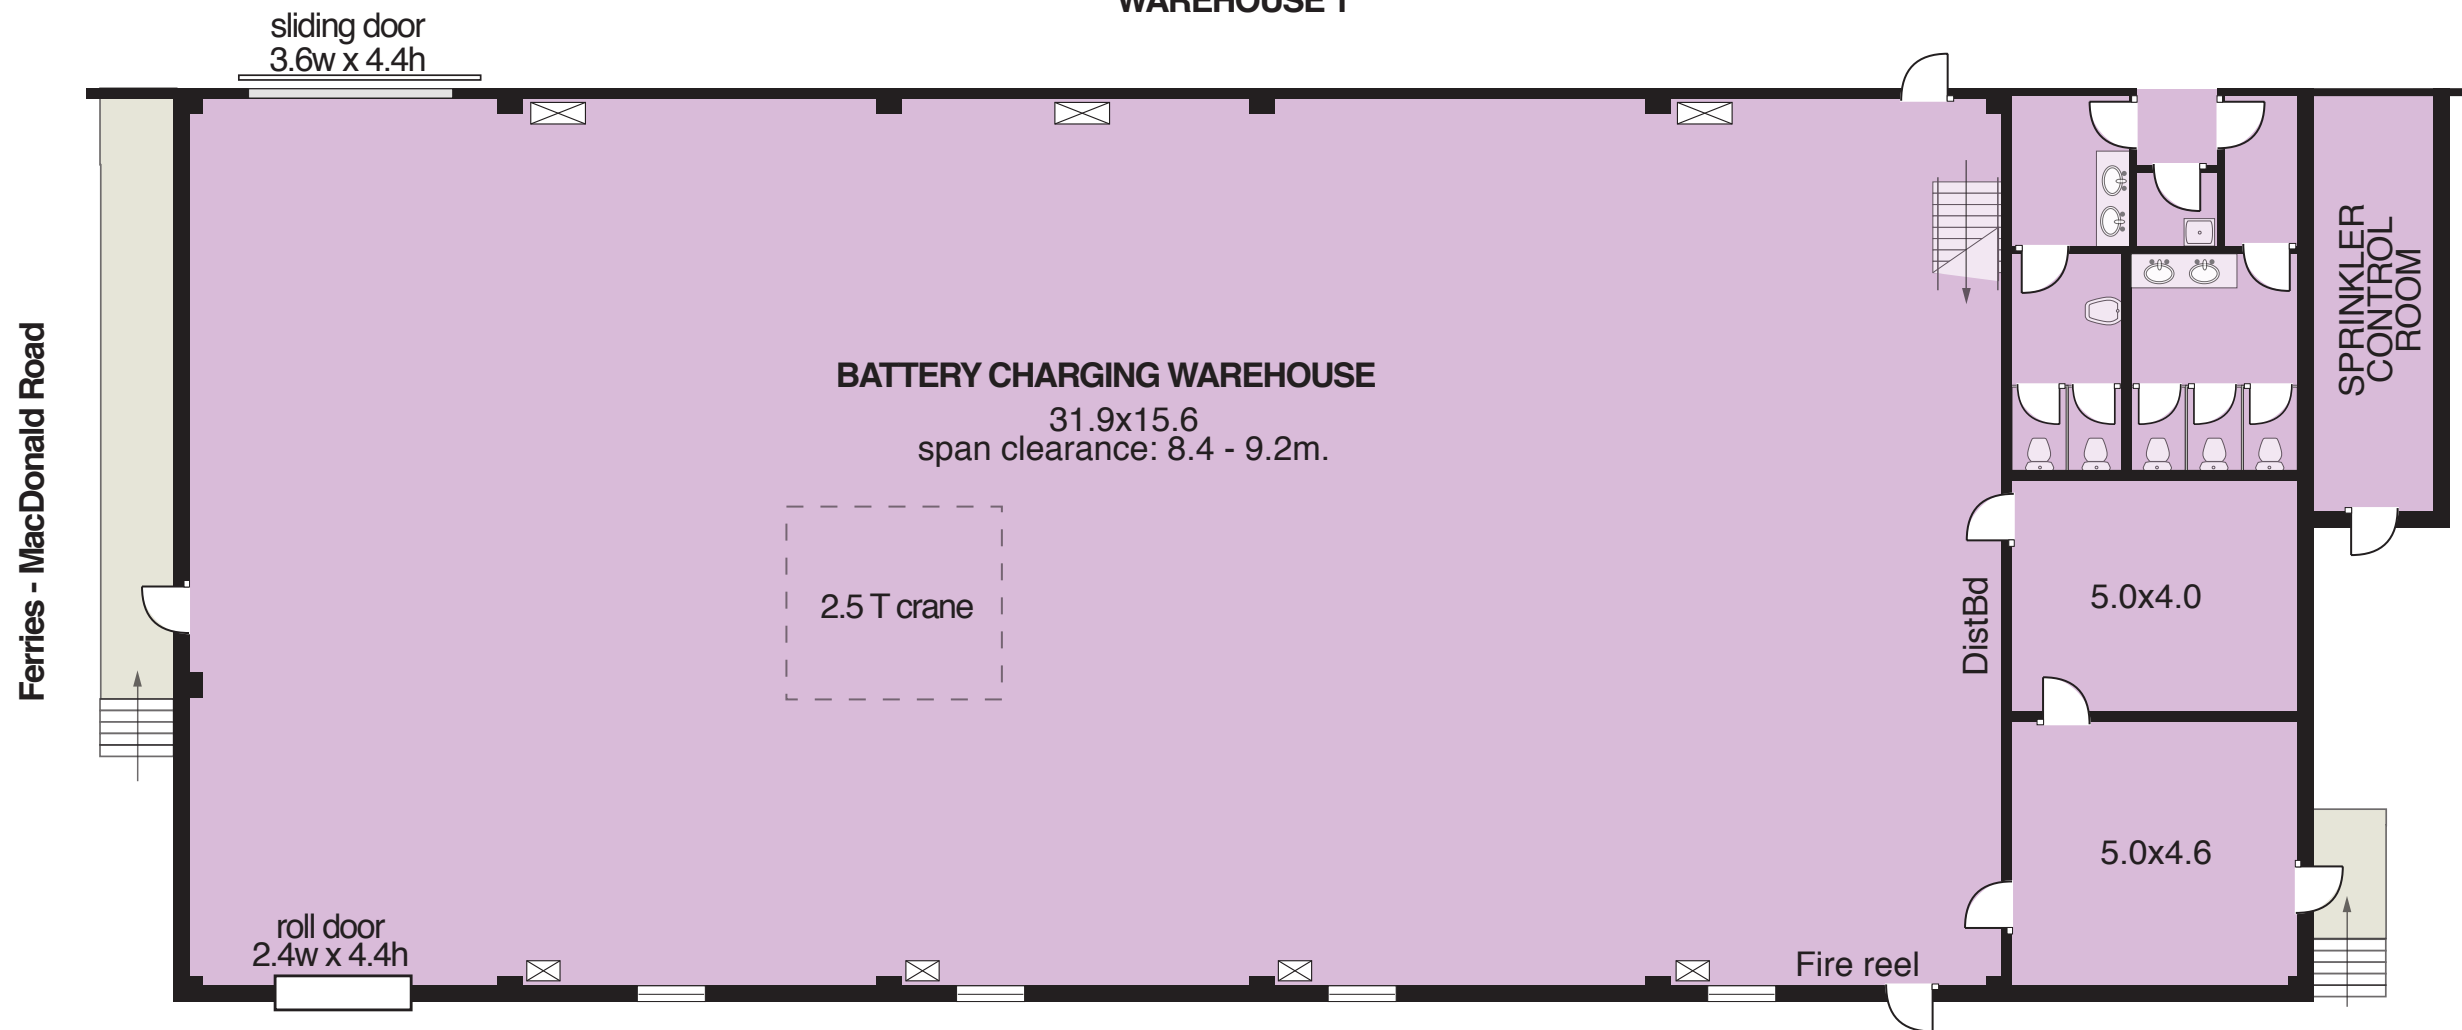 WAREHOUSE 1
sliding door
3.6w x 4.4h
Ferries - MacDonald Road
BATTERY CHARGING WAREHOUSE
31.9x15.6
span clearance: 8.4 - 9.2m.
SPRINKLER
CONTROL
ROOM
2.5 T crane
DistBd
5.0x4.0
5.0x4.6
roll door
2.4w x 4.4h
Fire reel